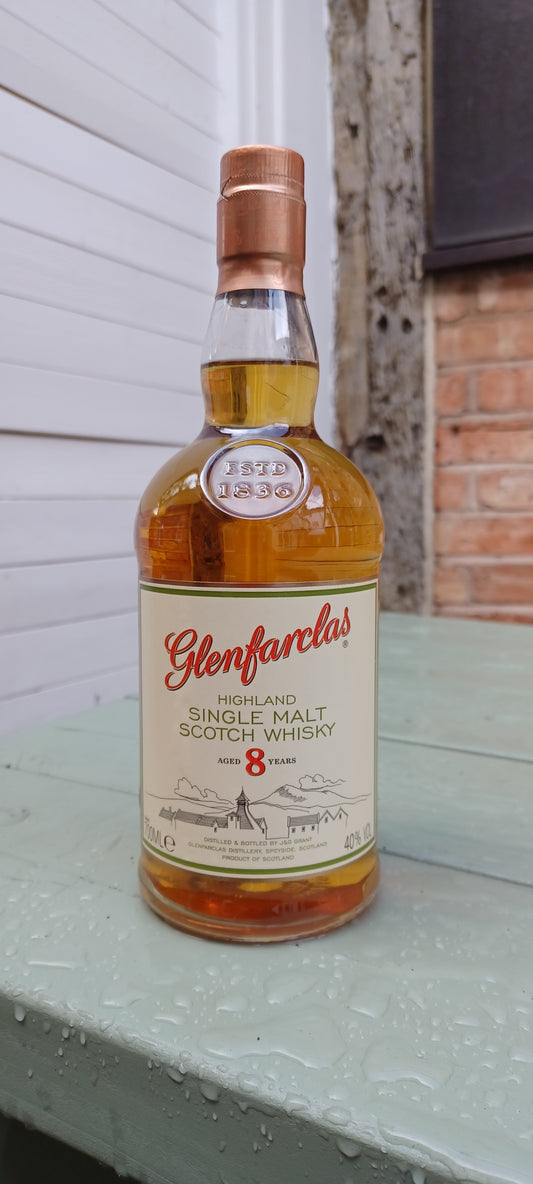 ESTD
1836
Glenfarclas®
HIGHLAND
SINGLE MALT
SCOTCH WHISKY
AGED 8 YEARS
700MLe
DISTILLED & BOTTLED BY J&G GRANT
GLENFARCLAS DISTILLERY, SPEYSIDE, SCOTLAND
PRODUCT OF SCOTLAND
40% VOL